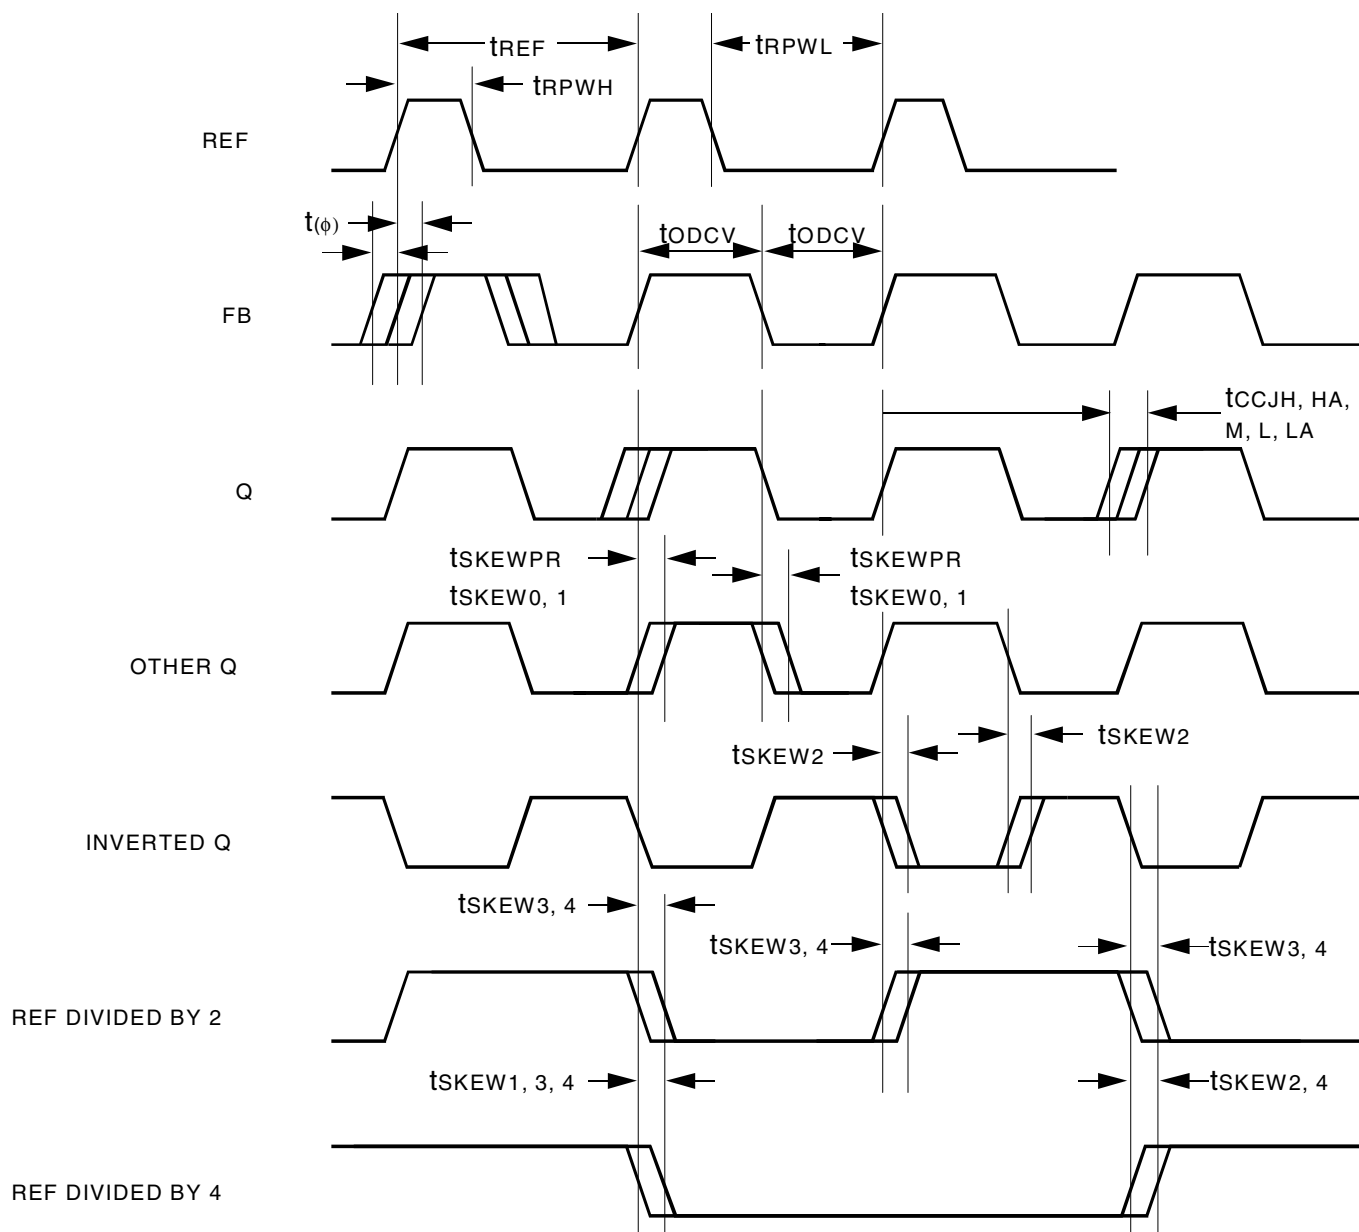 tREF
tRPWL
tRPWH
REF
t(ϕ)
tODCV
tODCV
FB
tCCJH, HA,
M, L, LA
Q
tSKEWPR
tSKEW0, 1
tSKEWPR
tSKEW0, 1
OTHER Q
tSKEW2
tSKEW2
INVERTED Q
tSKEW3, 4
tSKEW3, 4
tSKEW3, 4
REF DIVIDED BY 2
tSKEW1, 3, 4
tSKEW2, 4
REF DIVIDED BY 4